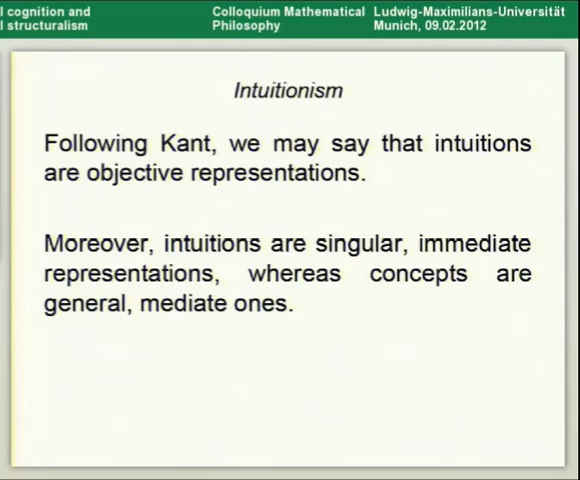 l cognition and
l structuralism
Colloquium Mathematical
Philosophy
Ludwig-Maximilians-Universität
Munich, 09.02.2012
Intuitionism
Following Kant, we may say that intuitions
are objective representations.
Moreover, intuitions are singular, immediate
representations, whereas concepts are
general, mediate ones.